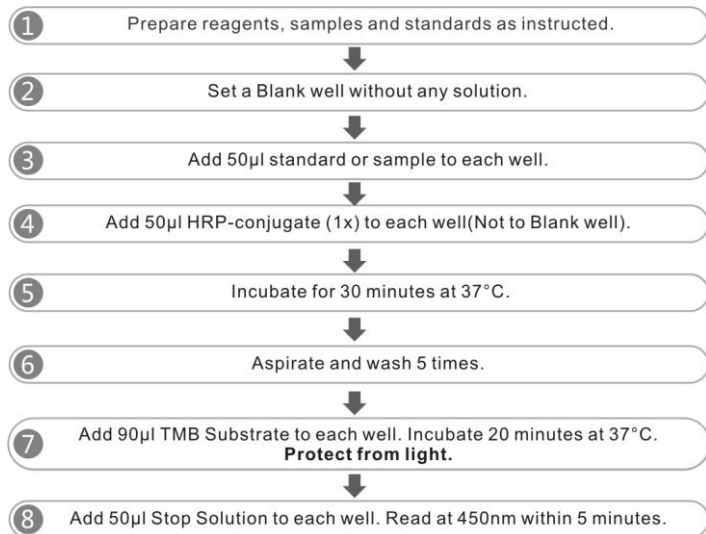 1 Prepare reagents, samples and standards as instructed.
2 Set a Blank well without any solution.
3 Add 50μl standard or sample to each well.
4 Add 50μl HRP-conjugate (1x) to each well(Not to Blank well).
5 Incubate for 30 minutes at 37°C.
6 Aspirate and wash 5 times.
7 Add 90μl TMB Substrate to each well. Incubate 20 minutes at 37°C.
Protect from light.
8 Add 50μl Stop Solution to each well. Read at 450nm within 5 minutes.